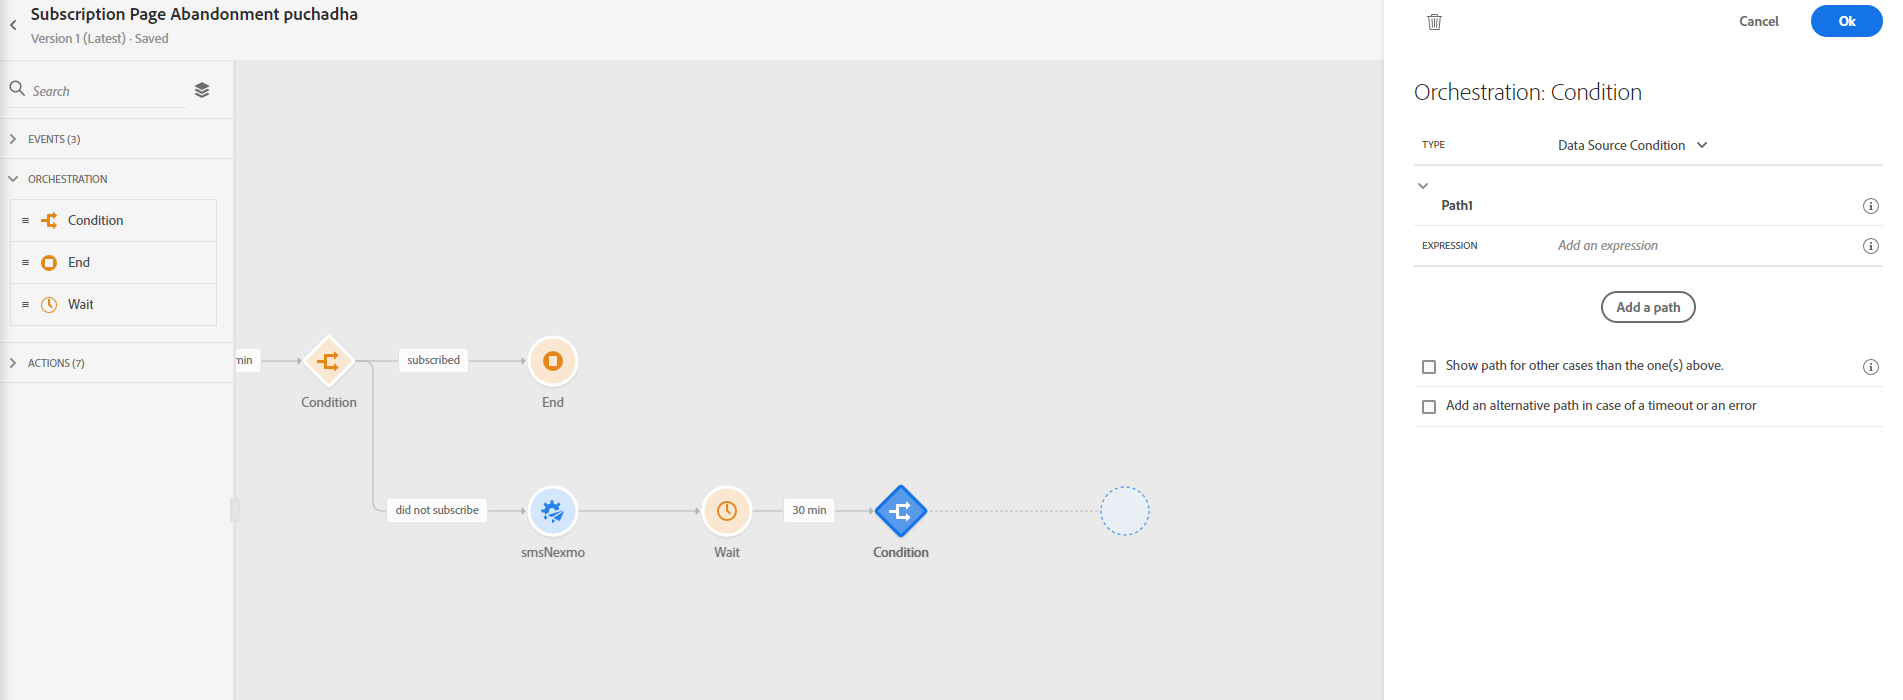 Subscription Page Abandonment puchadha
Version 1 (Latest) · Saved
Search
EVENTS (3)
ORCHESTRATION
Condition
End
Wait
ACTIONS (7)
min
Condition
subscribed
End
did not subscribe
smsNexmo
Wait
30 min
Condition
Cancel
Ok
Orchestration: Condition
TYPE Data Source Condition
Path1
EXPRESSION Add an expression
Add a path
Show path for other cases than the one(s) above.
Add an alternative path in case of a timeout or an error